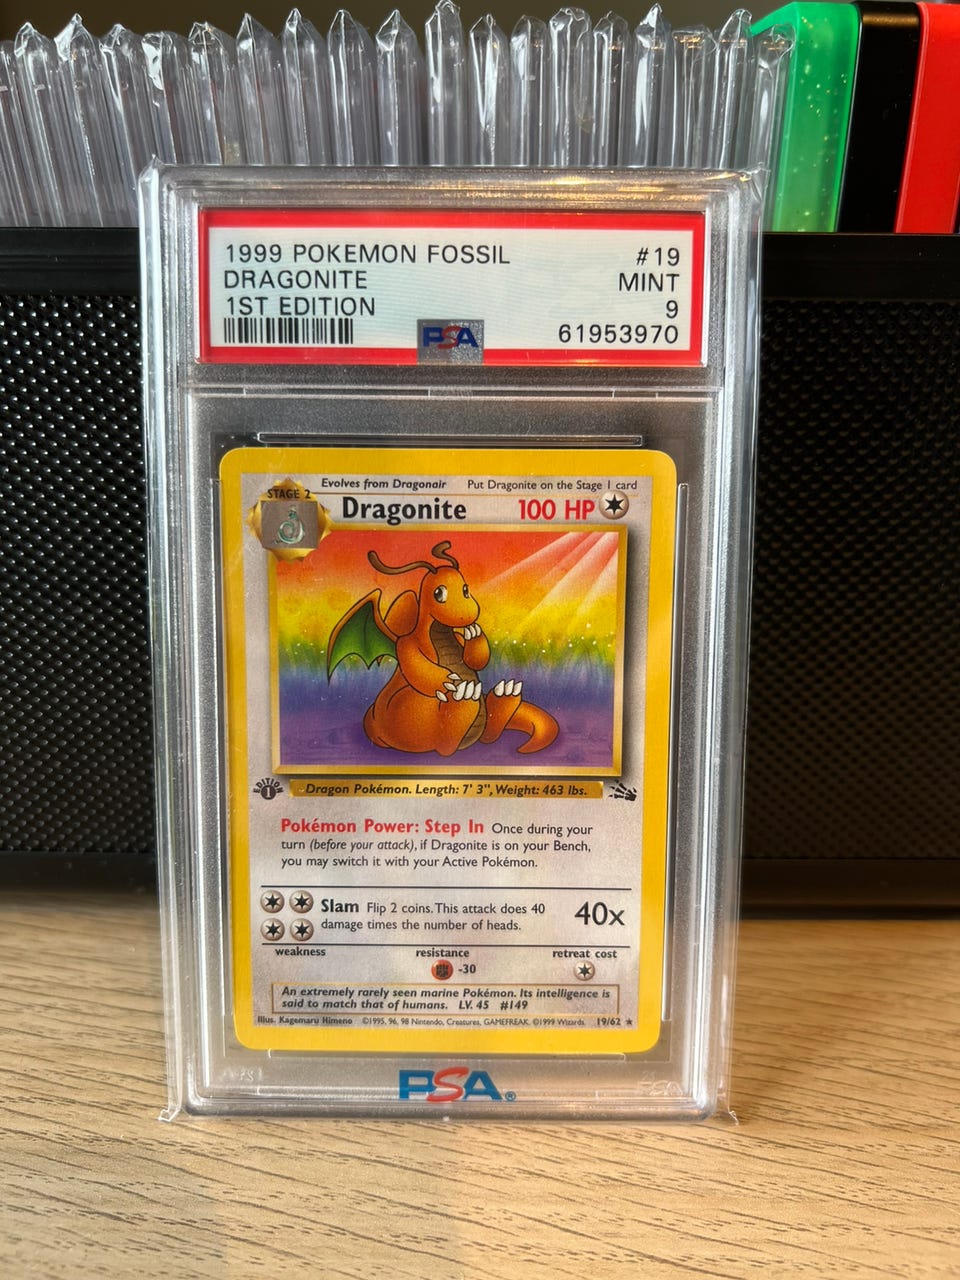 1999 POKEMON FOSSIL #19
DRAGONITE MINT
1ST EDITION 9
PSA 61953970
Evolves from Dragonair Put Dragonite on the Stage 1 card
STAGE 2
Dragonite 100 HP
EDITION 1
Dragon Pokémon. Length: 7' 3", Weight: 463 lbs.
Pokémon Power: Step In Once during your
turn (before your attack), if Dragonite is on your Bench,
you may switch it with your Active Pokémon.
Slam Flip 2 coins. This attack does 40
damage times the number of heads.
40x
weakness resistance retreat cost
-30
An extremely rarely seen marine Pokémon. Its intelligence is
said to match that of humans. LV. 45 #149
Illus. Kagemaru Himeno ©1995, 96, 98 Nintendo, Creatures, GAMEFREAK. ©1999 Wizards. 19/62 ★
PSA®